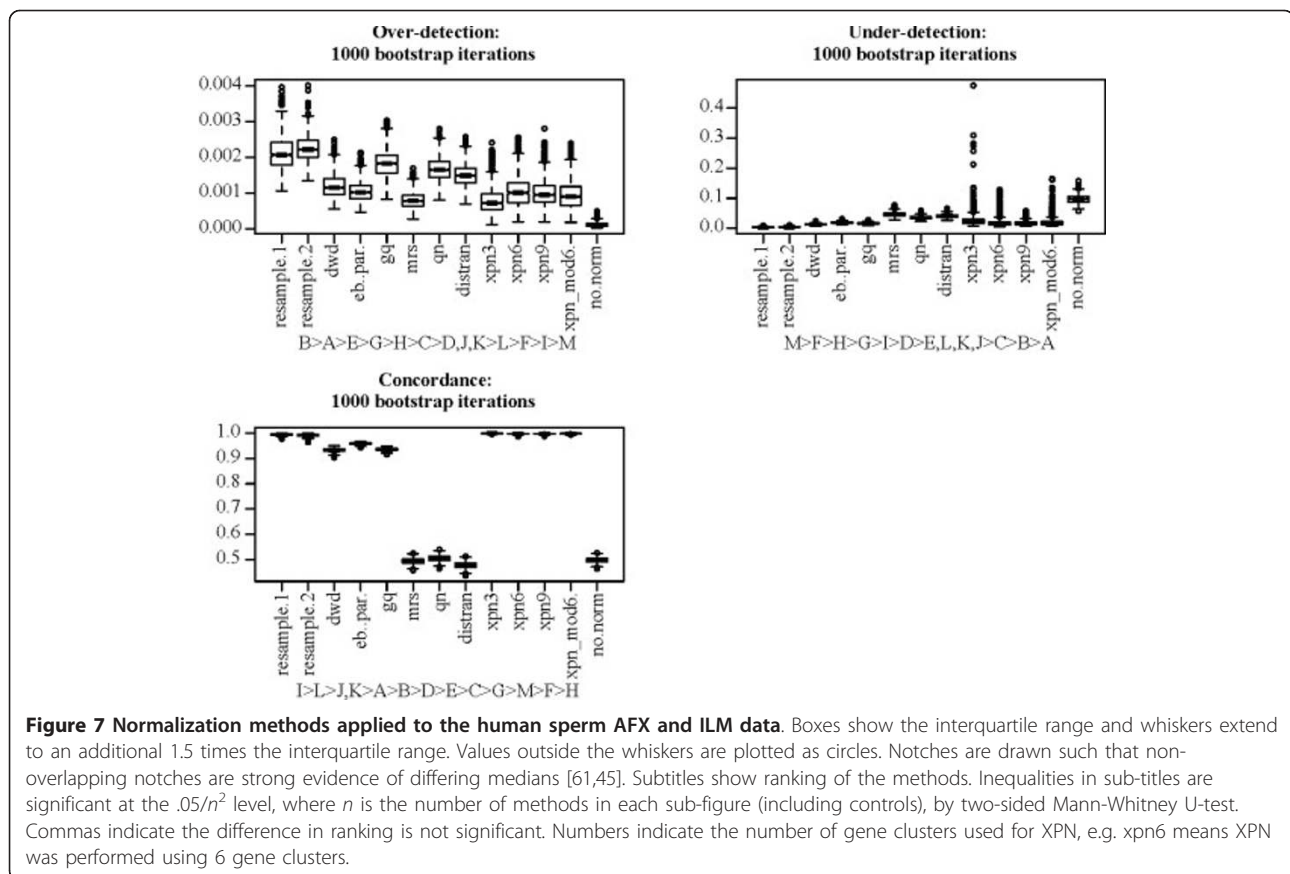 Over-detection:
1000 bootstrap iterations
0.004
0.003
0.002
0.001
0.000
resample.1
resample.2
dwd
eb..par.
gq
mrs
qn
distran
xpn3
xpn6
xpn9
xpn_mod6.
no.norm
B>A>E>G>H>C>D,J,K>L>F>I>M
Under-detection:
1000 bootstrap iterations
0.4
0.3
0.2
0.1
0.0
resample.1
resample.2
dwd
eb..par.
gq
mrs
qn
distran
xpn3
xpn6
xpn9
xpn_mod6.
no.norm
M>F>H>G>I>D>E,L,K,J>C>B>A
Concordance:
1000 bootstrap iterations
1.0
0.9
0.8
0.7
0.6
0.5
resample.1
resample.2
dwd
eb..par.
gq
mrs
qn
distran
xpn3
xpn6
xpn9
xpn_mod6.
no.norm
I>L>J,K>A>B>D>E>C>G>M>F>H
Figure 7 Normalization methods applied to the human sperm AFX and ILM data. Boxes show the interquartile range and whiskers extend
to an additional 1.5 times the interquartile range. Values outside the whiskers are plotted as circles. Notches are drawn such that non-
overlapping notches are strong evidence of differing medians [61,45]. Subtitles show ranking of the methods. Inequalities in sub-titles are
significant at the .05/n² level, where n is the number of methods in each sub-figure (including controls), by two-sided Mann-Whitney U-test.
Commas indicate the difference in ranking is not significant. Numbers indicate the number of gene clusters used for XPN, e.g. xpn6 means XPN
was performed using 6 gene clusters.